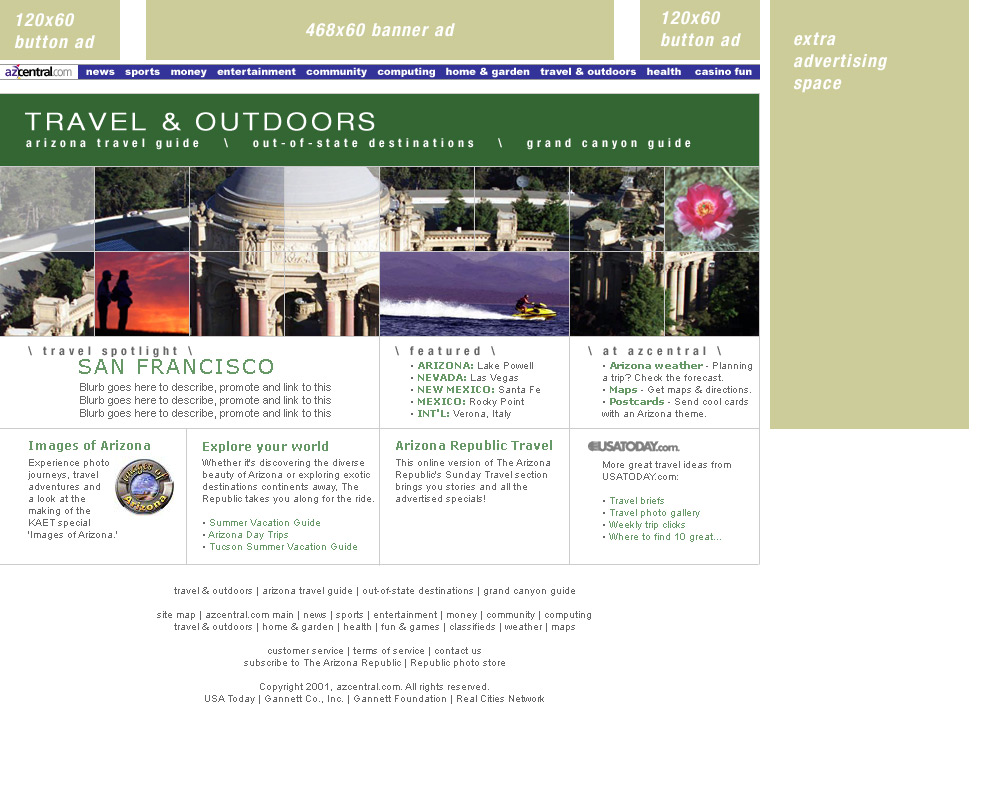 120x60
button ad
468x60 banner ad
120x60
button ad
extra
advertising
space
azcentral.com news sports money entertainment community computing home & garden travel & outdoors health casino fun
TRAVEL & OUTDOORS
arizona travel guide \ out-of-state destinations \ grand canyon guide
\ travel spotlight \
SAN FRANCISCO
Blurb goes here to describe, promote and link to this
Blurb goes here to describe, promote and link to this
Blurb goes here to describe, promote and link to this
\ featured \
• ARIZONA: Lake Powell
• NEVADA: Las Vegas
• NEW MEXICO: Santa Fe
• MEXICO: Rocky Point
• INT'L: Verona, Italy
\ at azcentral \
• Arizona weather - Planning
a trip? Check the forecast.
• Maps - Get maps & directions.
• Postcards - Send cool cards
with an Arizona theme.
Images of Arizona
Experience photo
journeys, travel
adventures and
a look at the
making of the
KAET special
'Images of Arizona.'
Images of
Arizona
Explore your world
Whether it's discovering the diverse
beauty of Arizona or exploring exotic
destinations continents away, The
Republic takes you along for the ride.
• Summer Vacation Guide
• Arizona Day Trips
• Tucson Summer Vacation Guide
Arizona Republic Travel
This online version of The Arizona
Republic's Sunday Travel section
brings you stories and all the
advertised specials!
USATODAY.com
More great travel ideas from
USATODAY.com:
• Travel briefs
• Travel photo gallery
• Weekly trip clicks
• Where to find 10 great...
travel & outdoors | arizona travel guide | out-of-state destinations | grand canyon guide
site map | azcentral.com main | news | sports | entertainment | money | community | computing
travel & outdoors | home & garden | health | fun & games | classifieds | weather | maps
customer service | terms of service | contact us
subscribe to The Arizona Republic | Republic photo store
Copyright 2001, azcentral.com. All rights reserved.
USA Today | Gannett Co., Inc. | Gannett Foundation | Real Cities Network